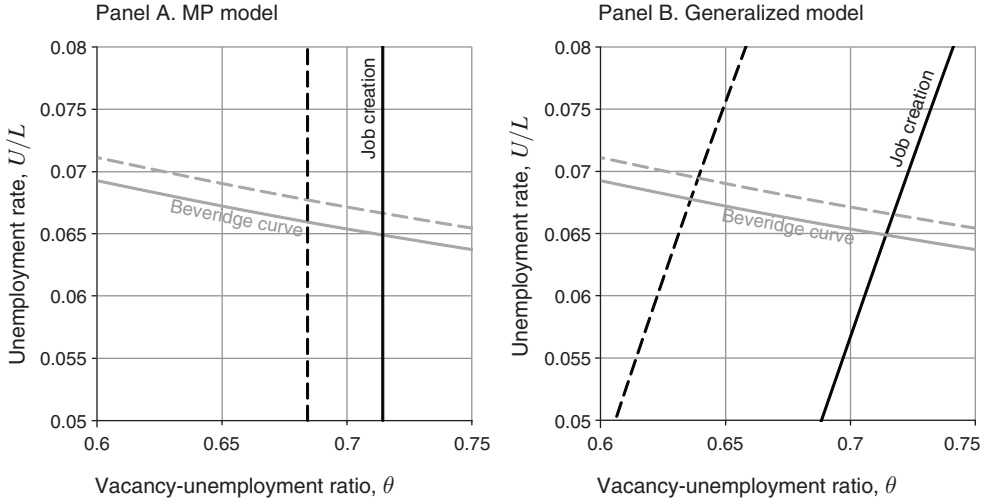 Panel A. MP model
Unemployment rate, U/L
0.08
0.075
0.07
0.065
0.06
0.055
0.05
Job creation
Beveridge curve
0.6
0.65
0.7
0.75
Vacancy-unemployment ratio, θ
Panel B. Generalized model
Unemployment rate, U/L
0.08
0.075
0.07
0.065
0.06
0.055
0.05
Job creation
Beveridge curve
0.6
0.65
0.7
0.75
Vacancy-unemployment ratio, θ